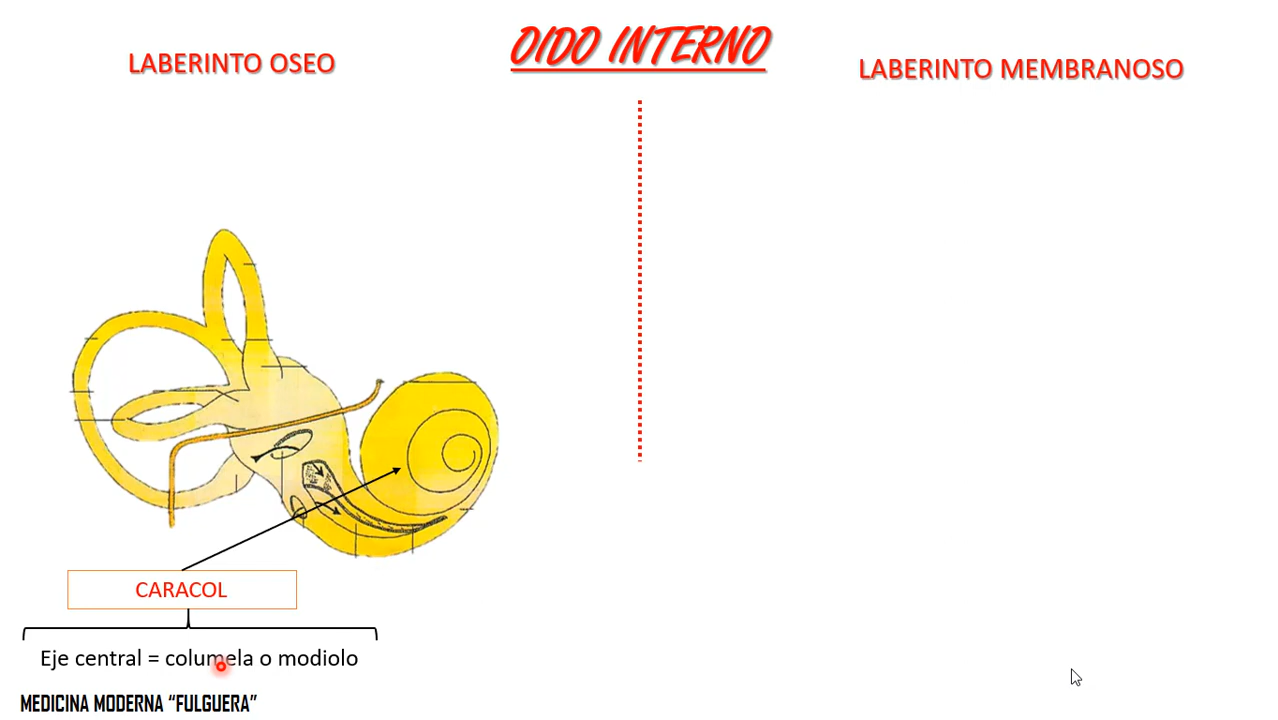 OIDO INTERNO
LABERINTO OSEO
LABERINTO MEMBRANOSO
CARACOL
Eje central = columela o modiolo
MEDICINA MODERNA “FULGUERA”